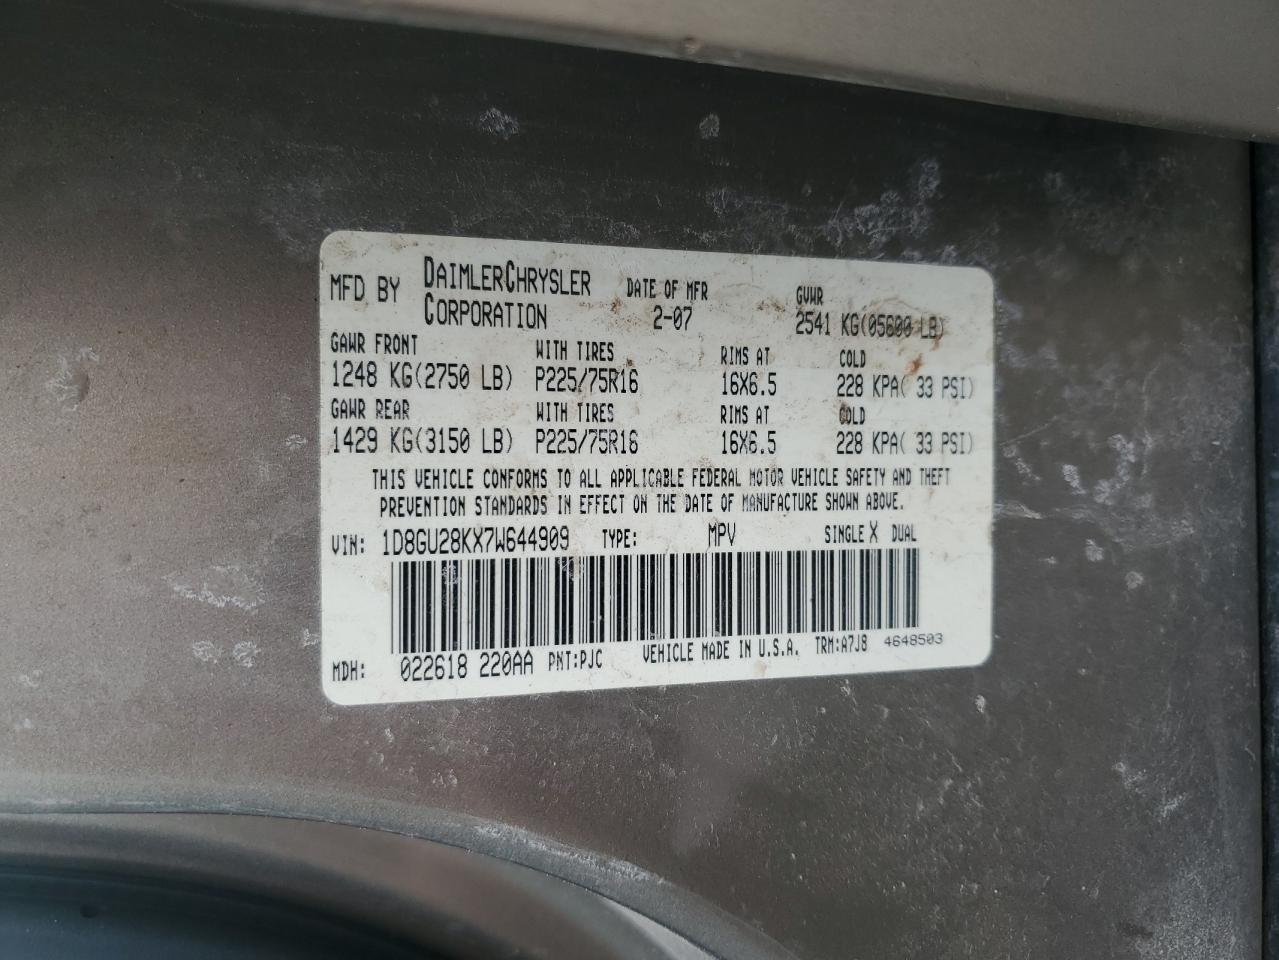 MFD BY DAIMLERCHRYSLER CORPORATION DATE OF MFR 2-07 GVWR 2541 KG(05600 LB)
GAWR FRONT WITH TIRES RIMS AT COLD
1248 KG(2750 LB) P225/75R16 16X6.5 228 KPA( 33 PSI)
GAWR REAR WITH TIRES RIMS AT COLD
1429 KG(3150 LB) P225/75R16 16X6.5 228 KPA( 33 PSI)
THIS VEHICLE CONFORMS TO ALL APPLICABLE FEDERAL MOTOR VEHICLE SAFETY AND THEFT
PREVENTION STANDARDS IN EFFECT ON THE DATE OF MANUFACTURE SHOWN ABOVE.
VIN: 1D8GU28KX7W644909 TYPE: MPV SINGLE X DUAL
MDH: 022618 220AA PNT:PJC VEHICLE MADE IN U.S.A. TRM:A7J8 4648503